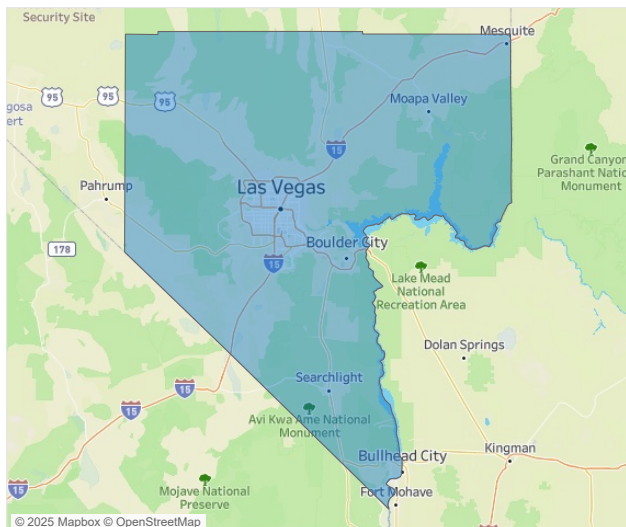 Security Site
Mesquite
95
95
gosa
ert
Moapa Valley
15
Grand Canyon
Parashant Nation
Monument
Pahrump
Las Vegas
178
Boulder City
15
Lake Mead
National
Recreation Area
Dolan Springs
15
Searchlight
15
Avi Kwa Ame National
Monument
Bullhead City
Kingman
Mojave National
Preserve
15
Fort Mohave
© 2025 Mapbox © OpenStreetMap